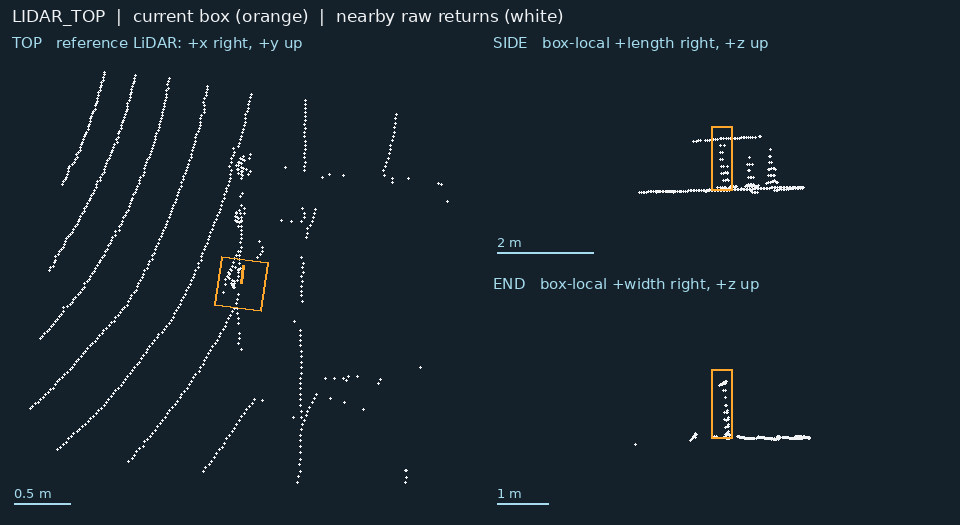 LIDAR_TOP | current box (orange) | nearby raw returns (white)
TOP reference LiDAR: +x right, +y up
SIDE box-local +length right, +z up
2 m
END box-local +width right, +z up
0.5 m
1 m